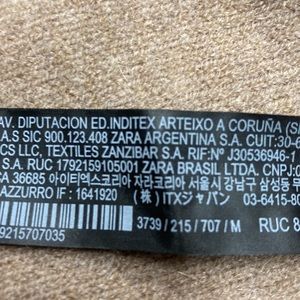 AV. DIPUTACION ED.INDITEX ARTEIXO A CORUÑA (S
A.S SIC 900.123.408 ZARA ARGENTINA S.A. CUIT:30-6
CS LLC, TEXTILES ZANZIBAR S.A. RIF:Nº J30536946-1
S.A. RUC 1792159105001 ZARA BRASIL LTDA. CNPJ:0
CA 36685 아이티엑스코리아 자라코리아 서울시 강남구 삼성동
AZZURRO IF : 1641920 (株) ITXジャパン 03-6415-80
3739 / 215 / 707 / M RUC 8
9215707035